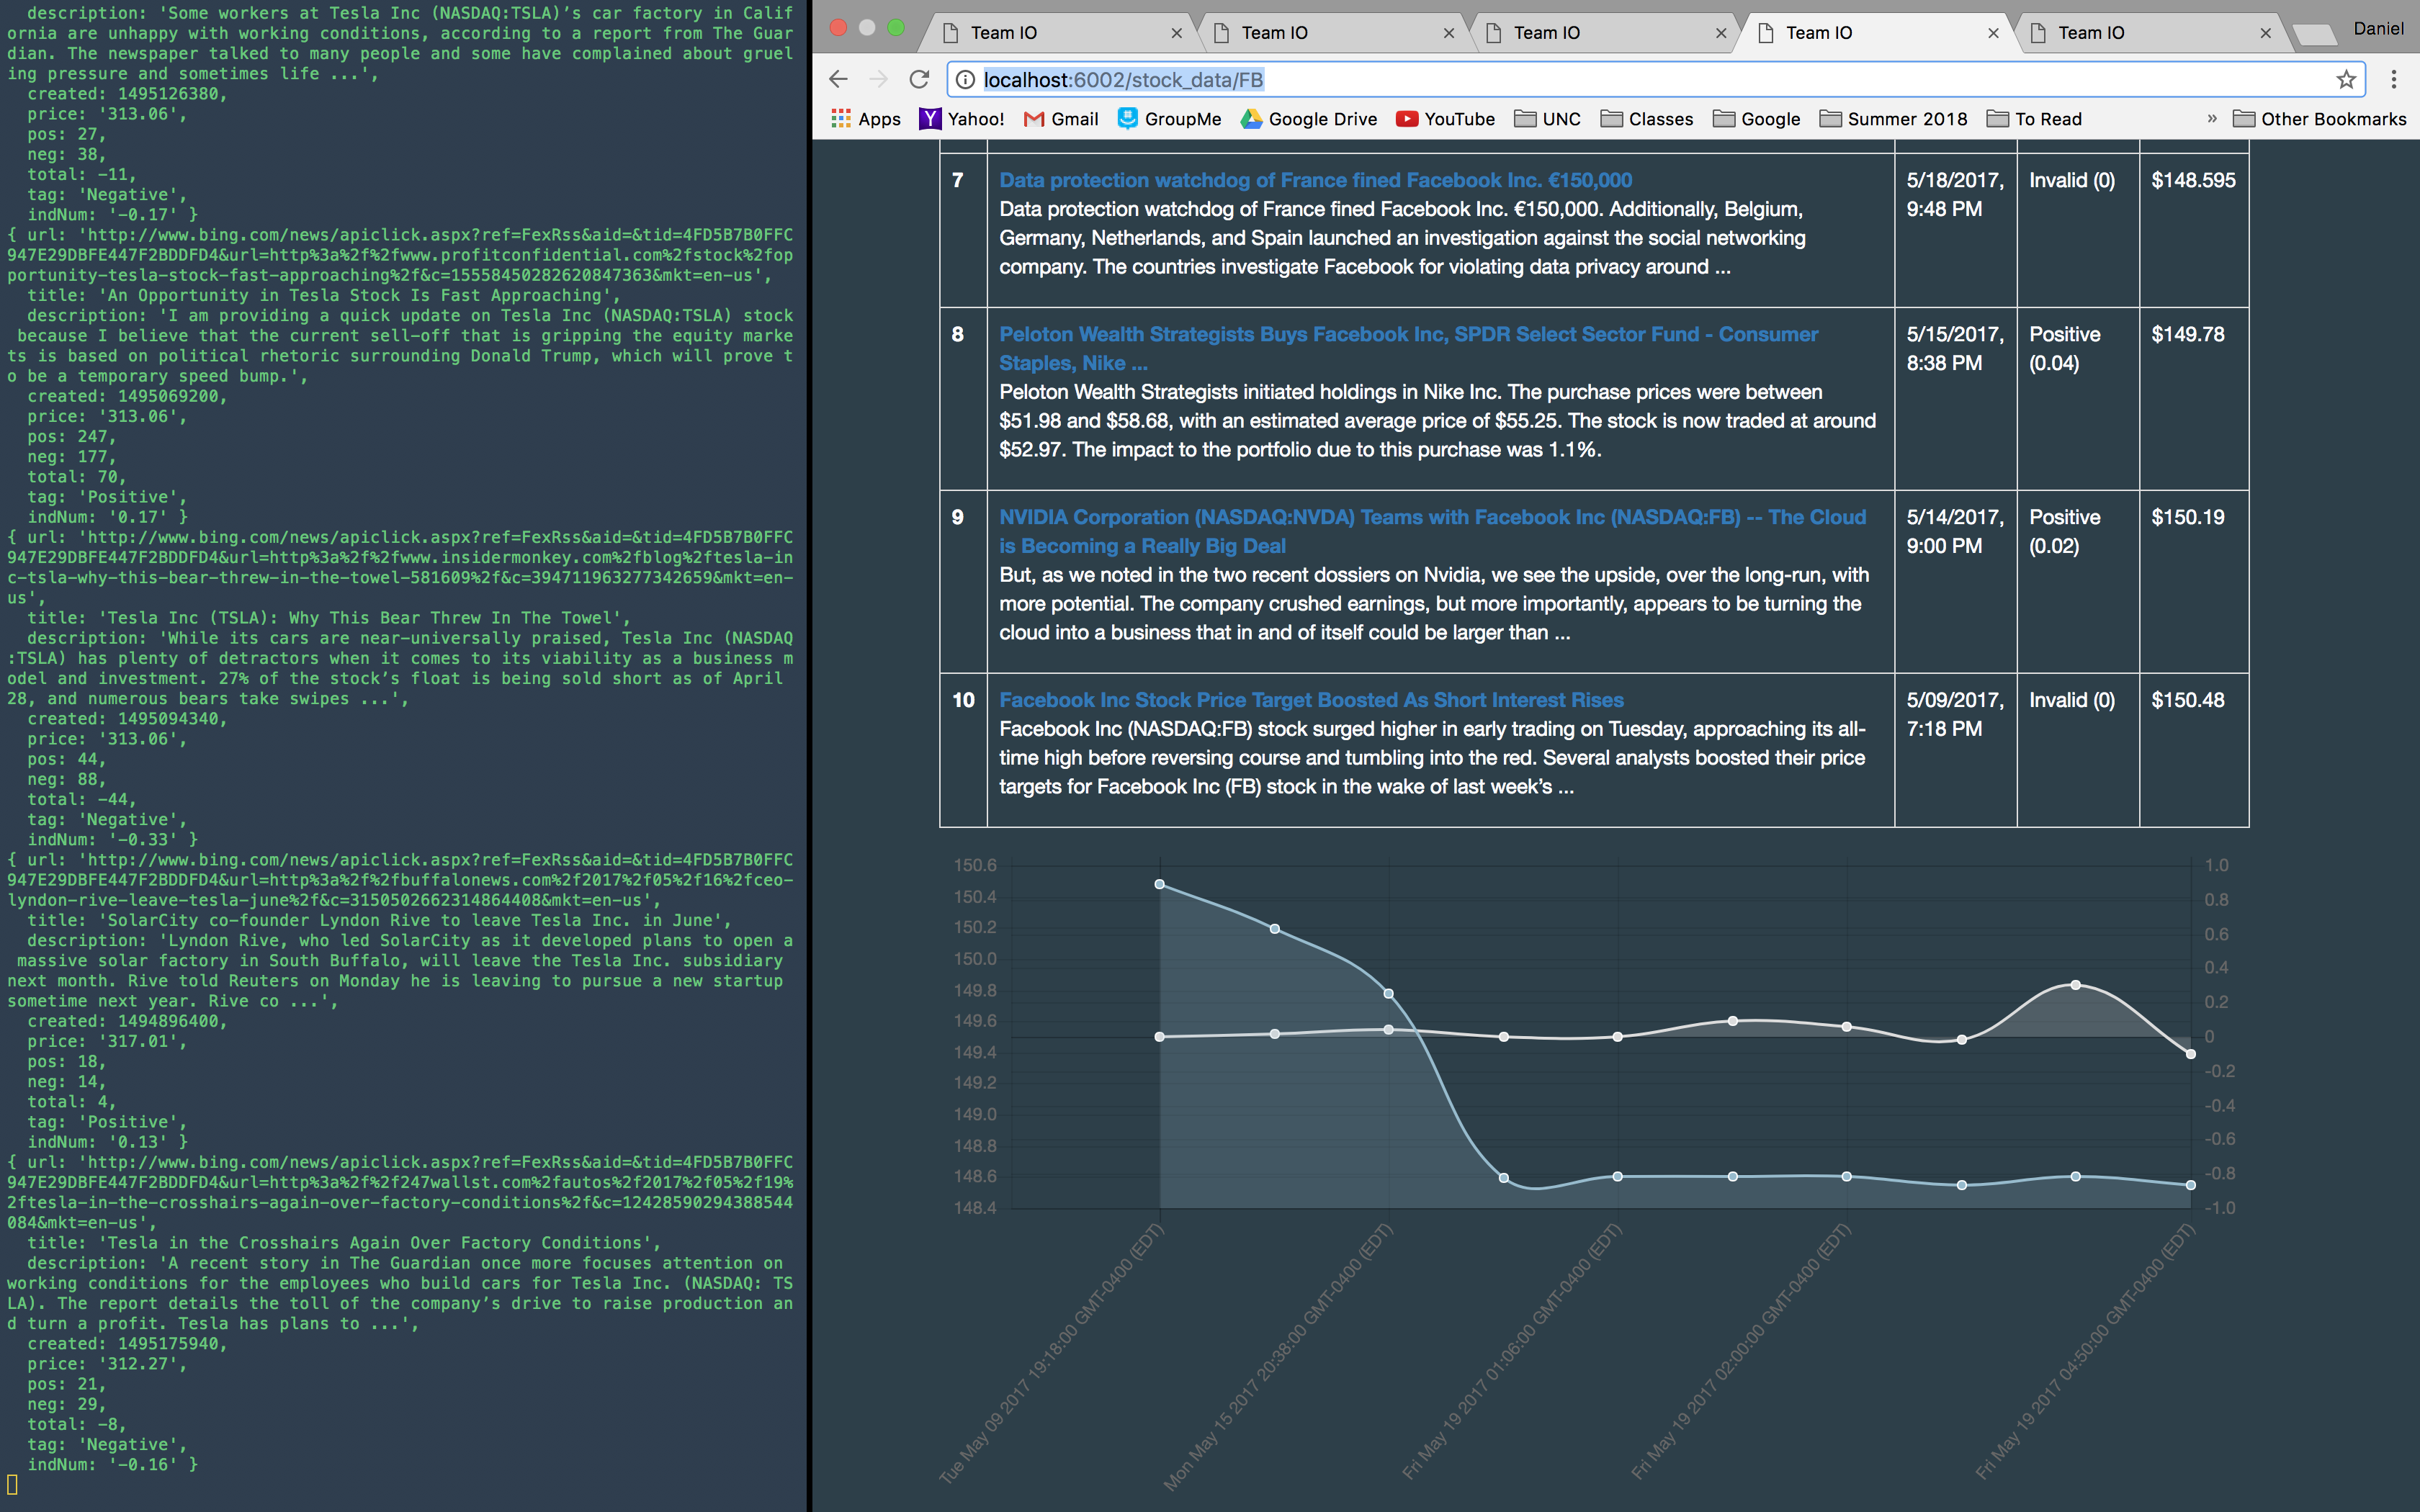 description: 'Some workers at Tesla Inc (NASDAQ:TSLA)’s car factory in Calif
ornia are unhappy with working conditions, according to a report from The Guar
dian. The newspaper talked to many people and some have complained about gruel
ing pressure and sometimes life ...',
created: 1495126380,
price: '313.06',
pos: 27,
neg: 38,
total: -11,
tag: 'Negative',
indNum: '-0.17' }
{ url: 'http://www.bing.com/news/apiclick.aspx?ref=FexRss&aid=&tid=4FD5B7B0FFC
947E29DBFE447F2BDDFD4&url=http%3a%2f%2fwww.profitconfidential.com%2fstock%2fop
pportunity-tesla-stock-fast-approaching%2f&c=15558450282620847363&mkt=en-us',
title: 'An Opportunity in Tesla Stock Is Fast Approaching',
description: 'I am providing a quick update on Tesla Inc (NASDAQ:TSLA) stock
because I believe that the current sell-off that is gripping the equity marke
ts is based on political rhetoric surrounding Donald Trump, which will prove t
o be a temporary speed bump.',
created: 1495069200,
price: '313.06',
pos: 247,
neg: 177,
total: 70,
tag: 'Positive',
indNum: '0.17' }
{ url: 'http://www.bing.com/news/apiclick.aspx?ref=FexRss&aid=&tid=4FD5B7B0FFC
947E29DBFE447F2BDDFD4&url=http%3a%2f%2fwww.insidermonkey.com%2fblog%2ftesla-in
c-tsla-why-this-bear-threw-in-the-towel-581609%2f&c=394711963277342659&mkt=en-
us',
title: 'Tesla Inc (TSLA): Why This Bear Threw In The Towel',
description: 'While its cars are near-universally praised, Tesla Inc (NASDAQ
:TSLA) has plenty of detractors when it comes to its viability as a business m
odel and investment. 27% of the stock’s float is being sold short as of April
28, and numerous bears take swipes ...',
created: 1495094340,
price: '313.06',
pos: 44,
neg: 88,
total: -44,
tag: 'Negative',
indNum: '-0.33' }
{ url: 'http://www.bing.com/news/apiclick.aspx?ref=FexRss&aid=&tid=4FD5B7B0FFC
947E29DBFE447F2BDDFD4&url=http%3a%2f%2fbuffalonews.com%2f2017%2f05%2f16%2fceo-
lyndon-rive-leave-tesla-june%2f&c=3150502662314864408&mkt=en-us',
title: 'SolarCity co-founder Lyndon Rive to leave Tesla Inc. in June',
description: 'Lyndon Rive, who led SolarCity as it developed plans to open a
massive solar factory in South Buffalo, will leave the Tesla Inc. subsidiary
next month. Rive told Reuters on Monday he is leaving to pursue a new startup
sometime next year. Rive co ...',
created: 1494896400,
price: '317.01',
pos: 18,
neg: 14,
total: 4,
tag: 'Positive',
indNum: '0.13' }
{ url: 'http://www.bing.com/news/apiclick.aspx?ref=FexRss&aid=&tid=4FD5B7B0FFC
947E29DBFE447F2BDDFD4&url=http%3a%2f%2f247wallst.com%2fautos%2f2017%2f05%2f19%
2ftesla-in-the-crosshairs-again-over-factory-conditions%2f&c=12428590294388544
084&mkt=en-us',
title: 'Tesla in the Crosshairs Again Over Factory Conditions',
description: 'A recent story in The Guardian once more focuses attention on
working conditions for the employees who build cars for Tesla Inc. (NASDAQ: TS
LA). The report details the toll of the company’s drive to raise production an
d turn a profit. Tesla has plans to ...',
created: 1495175940,
price: '312.27',
pos: 21,
neg: 29,
total: -8,
tag: 'Negative',
indNum: '-0.16' }
Team IO
Team IO
Team IO
Team IO
Team IO
Daniel
localhost:6002/stock_data/FB
Apps
Yahoo!
Gmail
GroupMe
Google Drive
YouTube
UNC
Classes
Google
Summer 2018
To Read
»
Other Bookmarks
7
Data protection watchdog of France fined Facebook Inc. €150,000
Data protection watchdog of France fined Facebook Inc. €150,000. Additionally, Belgium,
Germany, Netherlands, and Spain launched an investigation against the social networking
company. The countries investigate Facebook for violating data privacy around ...
5/18/2017,
9:48 PM
Invalid (0)
$148.595
8
Peloton Wealth Strategists Buys Facebook Inc, SPDR Select Sector Fund - Consumer
Staples, Nike ...
Peloton Wealth Strategists initiated holdings in Nike Inc. The purchase prices were between
$51.98 and $58.68, with an estimated average price of $55.25. The stock is now traded at around
$52.97. The impact to the portfolio due to this purchase was 1.1%.
5/15/2017,
8:38 PM
Positive
(0.04)
$149.78
9
NVIDIA Corporation (NASDAQ:NVDA) Teams with Facebook Inc (NASDAQ:FB) -- The Cloud
is Becoming a Really Big Deal
But, as we noted in the two recent dossiers on Nvidia, we see the upside, over the long-run, with
more potential. The company crushed earnings, but more importantly, appears to be turning the
cloud into a business that in and of itself could be larger than ...
5/14/2017,
9:00 PM
Positive
(0.02)
$150.19
10
Facebook Inc Stock Price Target Boosted As Short Interest Rises
Facebook Inc (NASDAQ:FB) stock surged higher in early trading on Tuesday, approaching its all-
time high before reversing course and tumbling into the red. Several analysts boosted their price
targets for Facebook Inc (FB) stock in the wake of last week’s ...
5/09/2017,
7:18 PM
Invalid (0)
$150.48
150.6
150.4
150.2
150.0
149.8
149.6
149.4
149.2
149.0
148.8
148.6
148.4
1.0
0.8
0.6
0.4
0.2
0
-0.2
-0.4
-0.6
-0.8
-1.0
Tue May 09 2017 19:18:00 GMT-0400 (EDT)
Mon May 15 2017 20:38:00 GMT-0400 (EDT)
Fri May 19 2017 01:06:00 GMT-0400 (EDT)
Fri May 19 2017 02:00:00 GMT-0400 (EDT)
Fri May 19 2017 04:50:00 GMT-0400 (EDT)